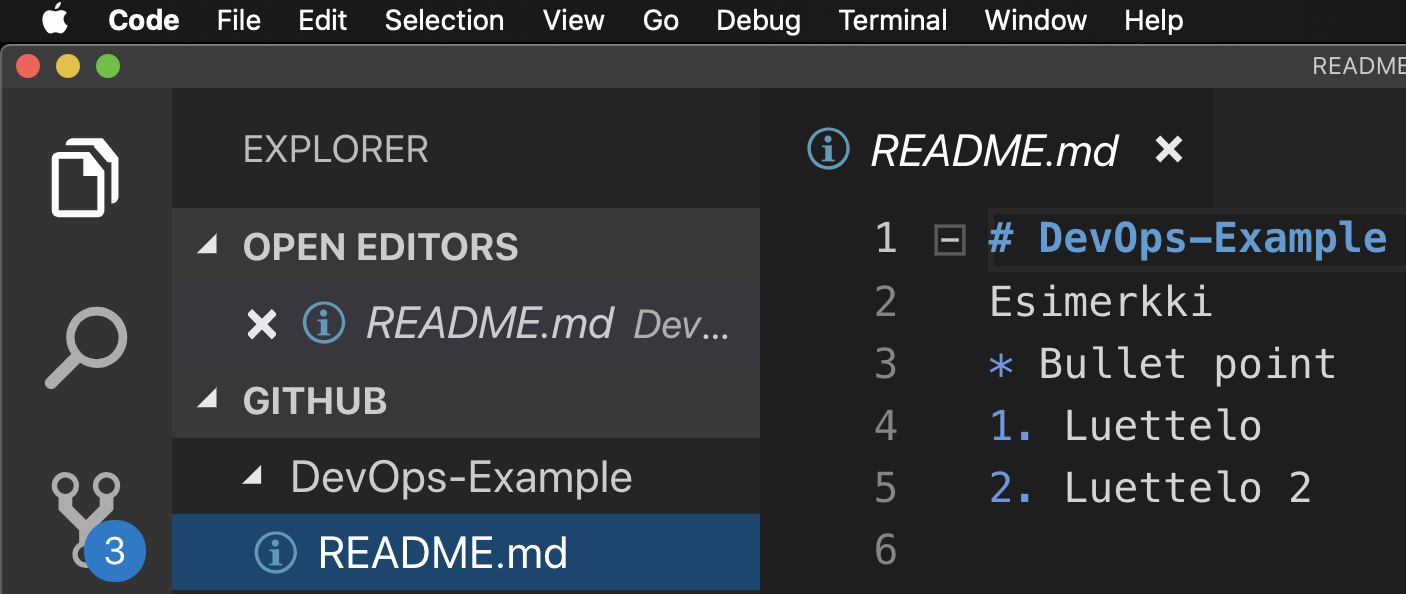 Code File Edit Selection View Go Debug Terminal Window Help
README
EXPLORER
OPEN EDITORS
README.md Dev...
GITHUB
DevOps-Example
README.md
3
README.md
1 # DevOps-Example
2 Esimerkki
3 * Bullet point
4 1. Luettelo
5 2. Luettelo 2
6